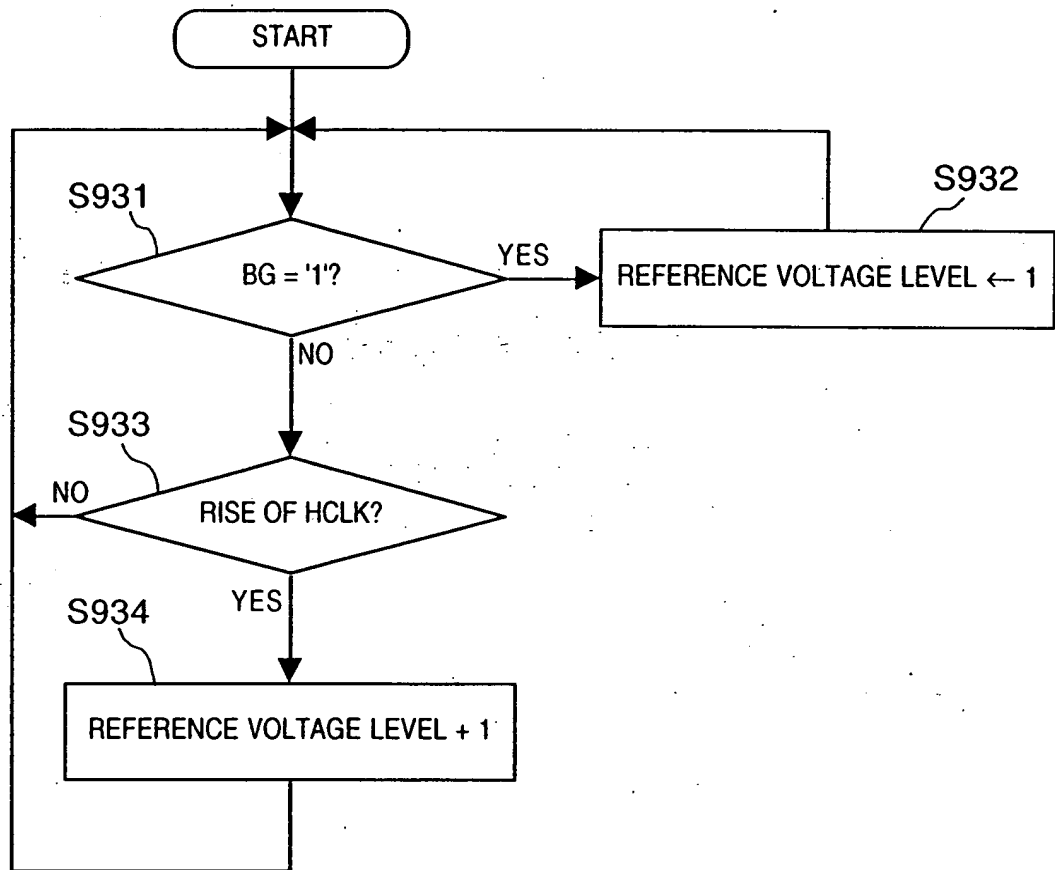 START
S931
S932
BG = '1'?
YES
REFERENCE VOLTAGE LEVEL ← 1
NO
S933
NO
RISE OF HCLK?
YES
S934
REFERENCE VOLTAGE LEVEL + 1